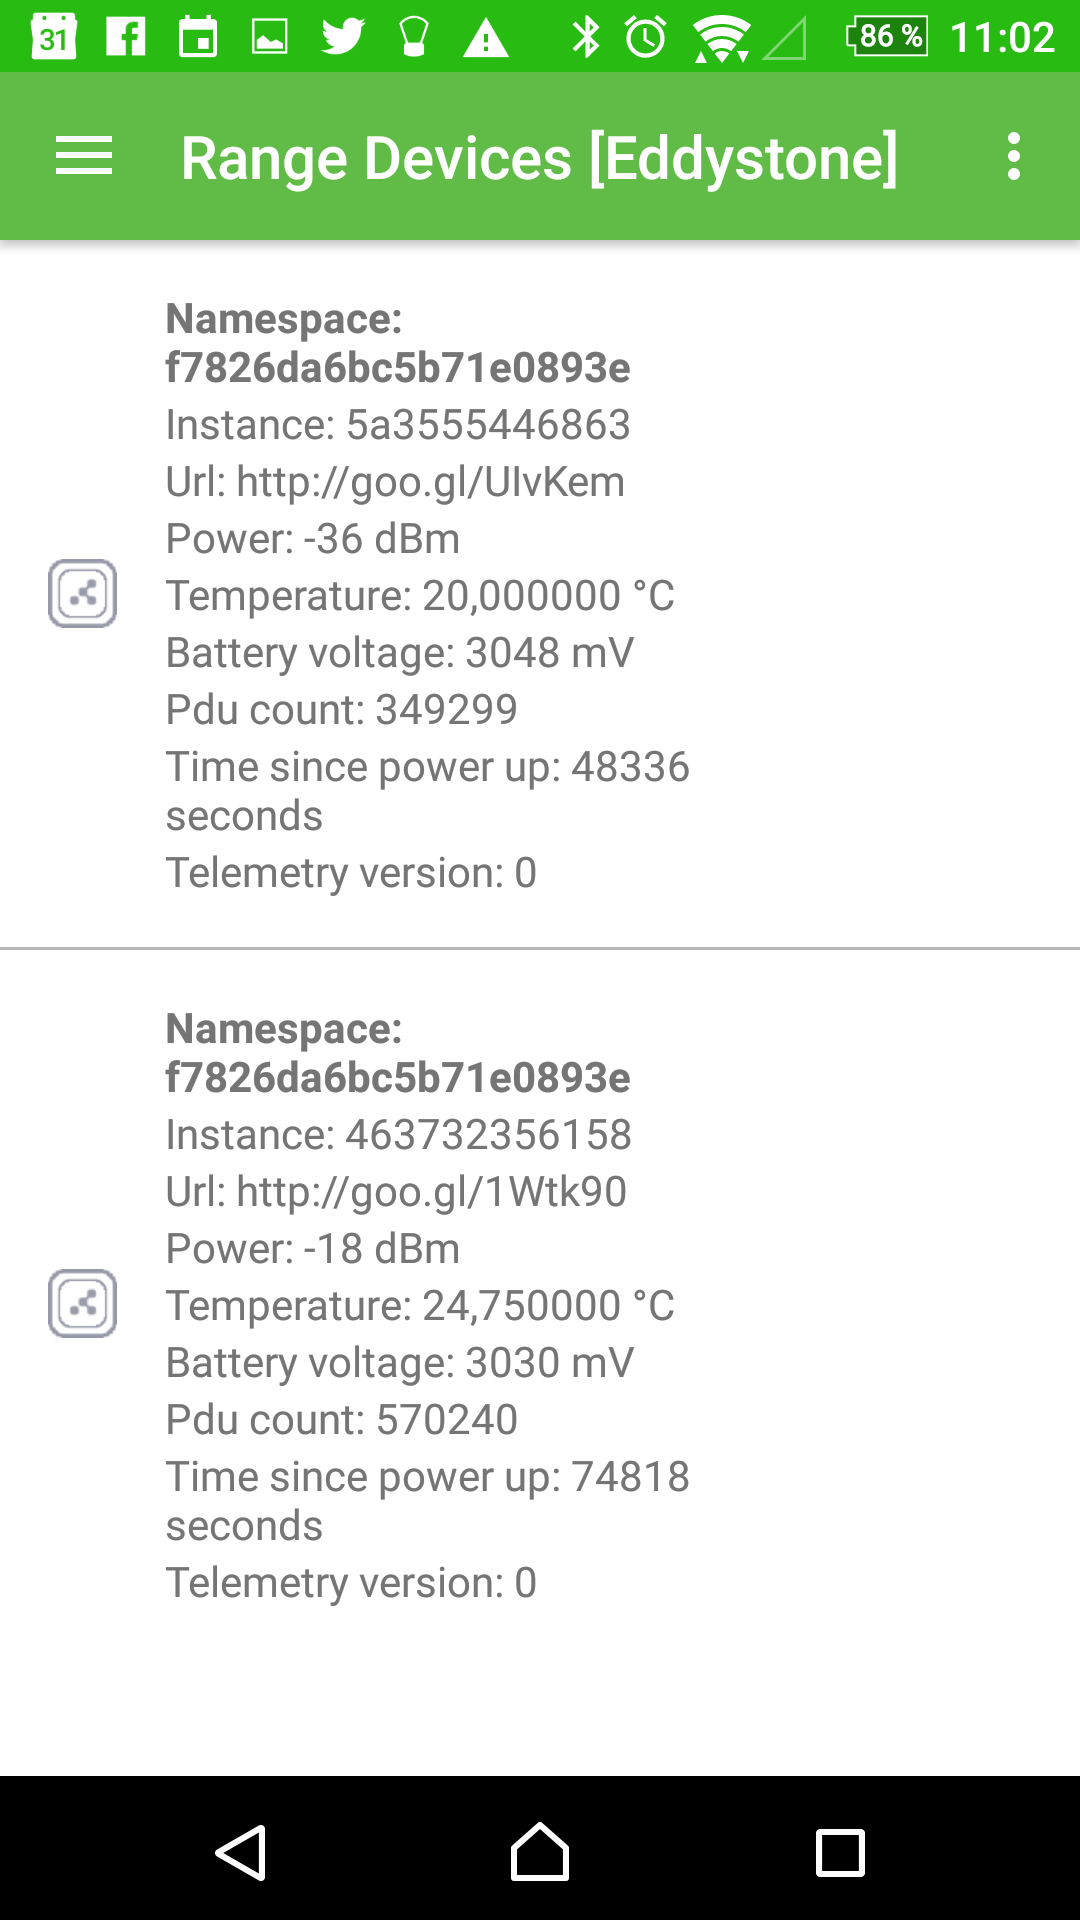 31 86 % 11:02
Range Devices [Eddystone]
Namespace:
f7826da6bc5b71e0893e
Instance: 5a3555446863
Url: http://goo.gl/UIvKem
Power: -36 dBm
Temperature: 20,000000 °C
Battery voltage: 3048 mV
Pdu count: 349299
Time since power up: 48336
seconds
Telemetry version: 0
Namespace:
f7826da6bc5b71e0893e
Instance: 463732356158
Url: http://goo.gl/1Wtk90
Power: -18 dBm
Temperature: 24,750000 °C
Battery voltage: 3030 mV
Pdu count: 570240
Time since power up: 74818
seconds
Telemetry version: 0